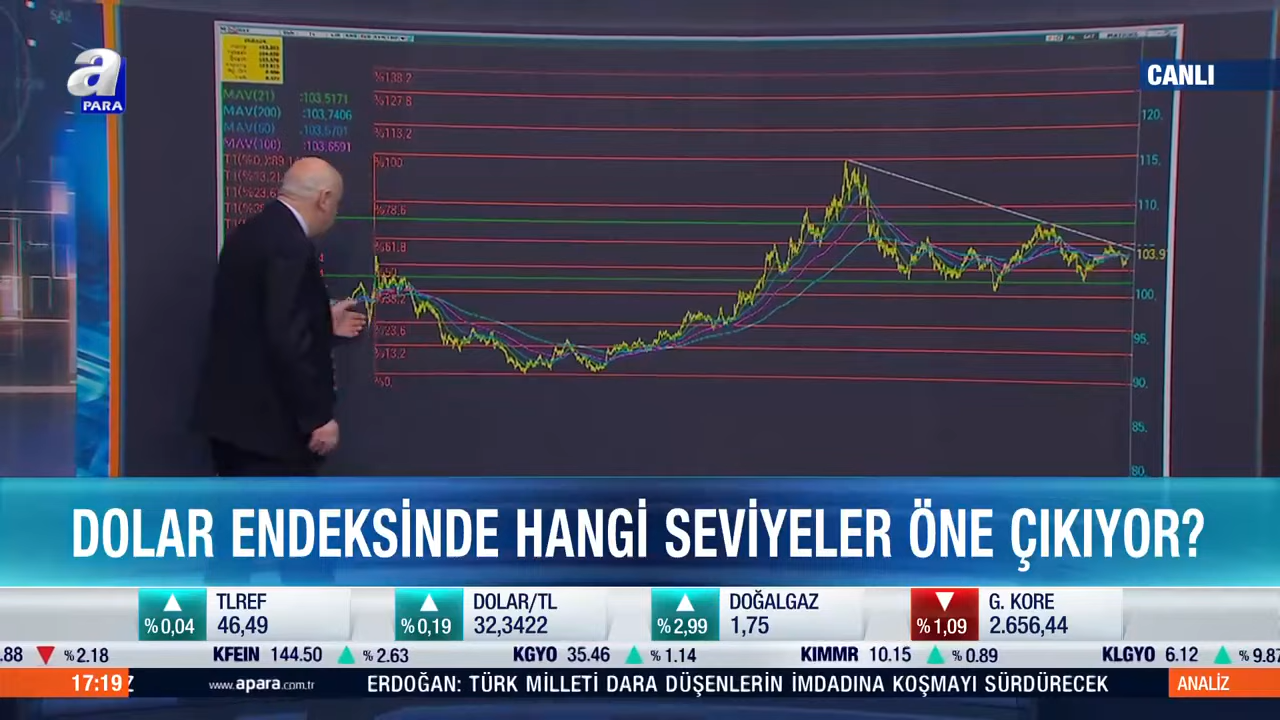 a
PARA
CANLI
MAV(21) :103.5171
MAV(200) :103.7406
MAV(60)
MAV(100) :103.6591
%138,2
%127,8
%113,2
%100
%78,6
%61,8
%38,2
%23,6
%13,2
%0,
120.
115.
110.
103.9
100.
95.
90.
85.
80.
DOLAR ENDEKSİNDE HANGİ SEVİYELER ÖNE ÇIKIYOR?
% 0,04 TLREF 46,49
% 0,19 DOLAR/TL 32,3422
% 2,99 DOĞALGAZ 1,75
% 1,09 G. KORE 2.656,44
.88 % 2.18 KFEIN 144.50 % 2.63 KGYO 35.46 % 1.14 KIMMR 10.15 % 0.89 KLGYO 6.12 % 9.87
17:19 www.apara.com.tr ERDOĞAN: TÜRK MİLLETİ DARA DÜŞENLERİN İMDADINA KOŞMAYI SÜRDÜRECEK ANALİZ